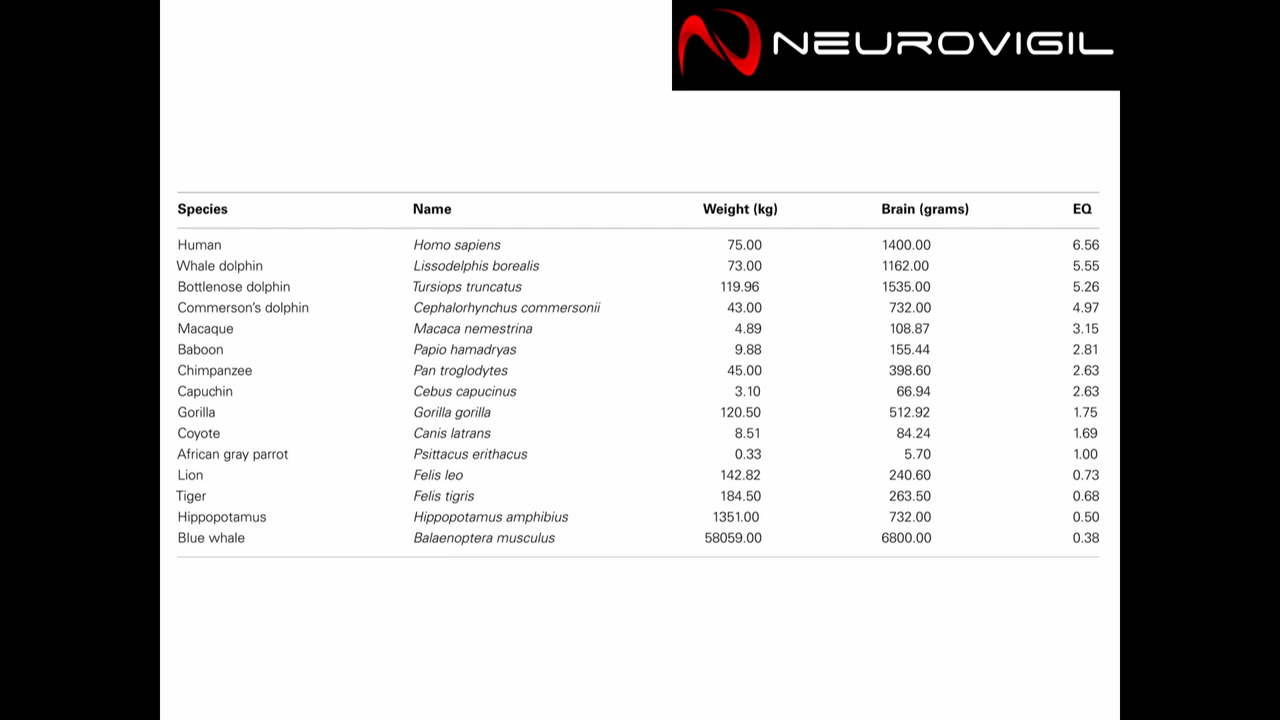 NEUROVIGIL
Species Name Weight (kg) Brain (grams) EQ
Human Homo sapiens 75.00 1400.00 6.56
Whale dolphin Lissodelphis borealis 73.00 1162.00 5.55
Bottlenose dolphin Tursiops truncatus 119.96 1535.00 5.26
Commerson's dolphin Cephalorhynchus commersonii 43.00 732.00 4.97
Macaque Macaca nemestrina 4.89 108.87 3.15
Baboon Papio hamadryas 9.88 155.44 2.81
Chimpanzee Pan troglodytes 45.00 398.60 2.63
Capuchin Cebus capucinus 3.10 66.94 2.63
Gorilla Gorilla gorilla 120.50 512.92 1.75
Coyote Canis latrans 8.51 84.24 1.69
African gray parrot Psittacus erithacus 0.33 5.70 1.00
Lion Felis leo 142.82 240.60 0.73
Tiger Felis tigris 184.50 263.50 0.68
Hippopotamus Hippopotamus amphibius 1351.00 732.00 0.50
Blue whale Balaenoptera musculus 58059.00 6800.00 0.38